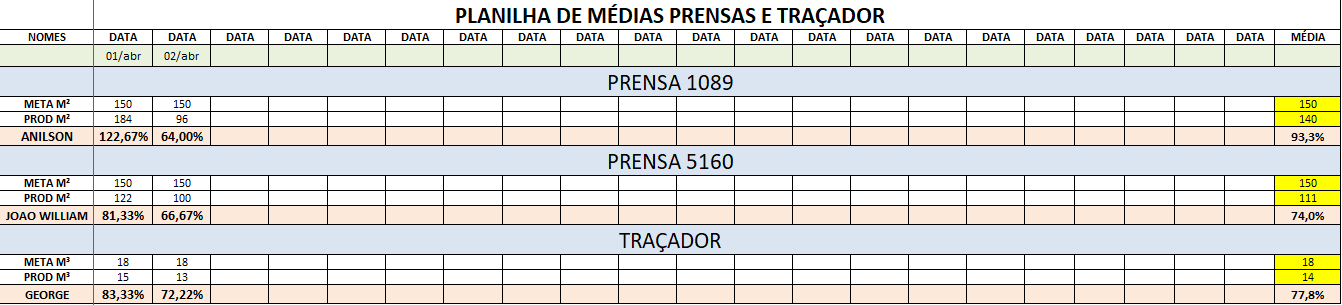 PLANILHA DE MÉDIAS PRENSAS E TRAÇADOR
NOMES DATA DATA DATA DATA DATA DATA DATA DATA DATA DATA DATA DATA DATA DATA DATA DATA DATA DATA DATA DATA MÉDIA
01/abr 02/abr
PRENSA 1089
META M² 150 150 150
PROD M² 184 96 140
ANILSON 122,67% 64,00% 93,3%
PRENSA 5160
META M² 150 150 150
PROD M² 122 100 111
JOAO WILLIAM 81,33% 66,67% 74,0%
TRAÇADOR
META M³ 18 18 18
PROD M³ 15 13 14
GEORGE 83,33% 72,22% 77,8%